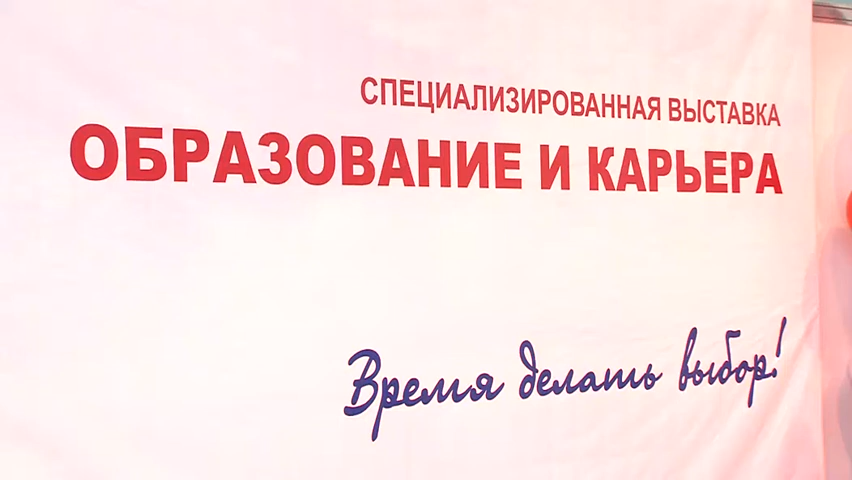 СПЕЦИАЛИЗИРОВАННАЯ ВЫСТАВКА
ОБРАЗОВАНИЕ И КАРЬЕРА
Время делать выбор!